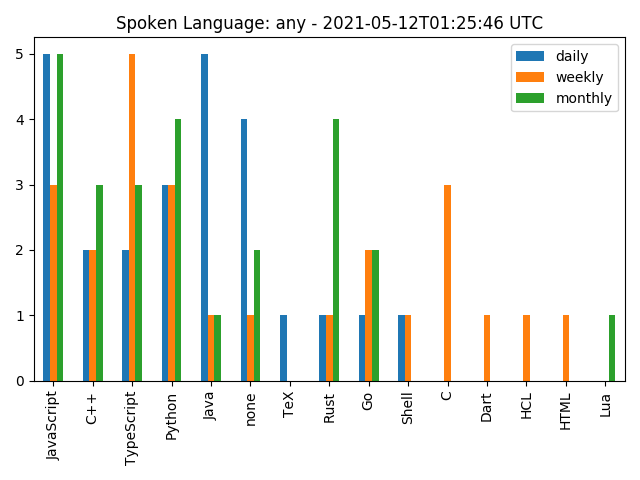 Spoken Language: any - 2021-05-12T01:25:46 UTC
daily
weekly
monthly
5
4
3
2
1
0
JavaScript
C++
TypeScript
Python
Java
none
TeX
Rust
Go
Shell
C
Dart
HCL
HTML
Lua